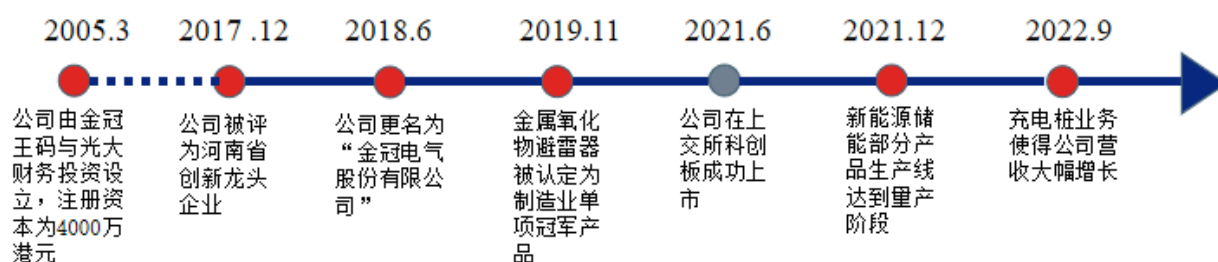 2005.3
2017 .12
2018.6
2019.11
2021.6
2021.12
2022.9
公司由金冠
王码与光大
财务投资设
立，注册资
本为4000万
港元
公司被评
为河南省
创新龙头
企业
公司更名为
“金冠电气
股份有限公
司”
金属氧化
物避雷器
被认定为
制造业单
项冠军产
品
公司在上
交所科创
板成功上
市
新能源储
能部分产
品生产线
达到量产
阶段
充电桩业务
使得公司营
收大幅增长